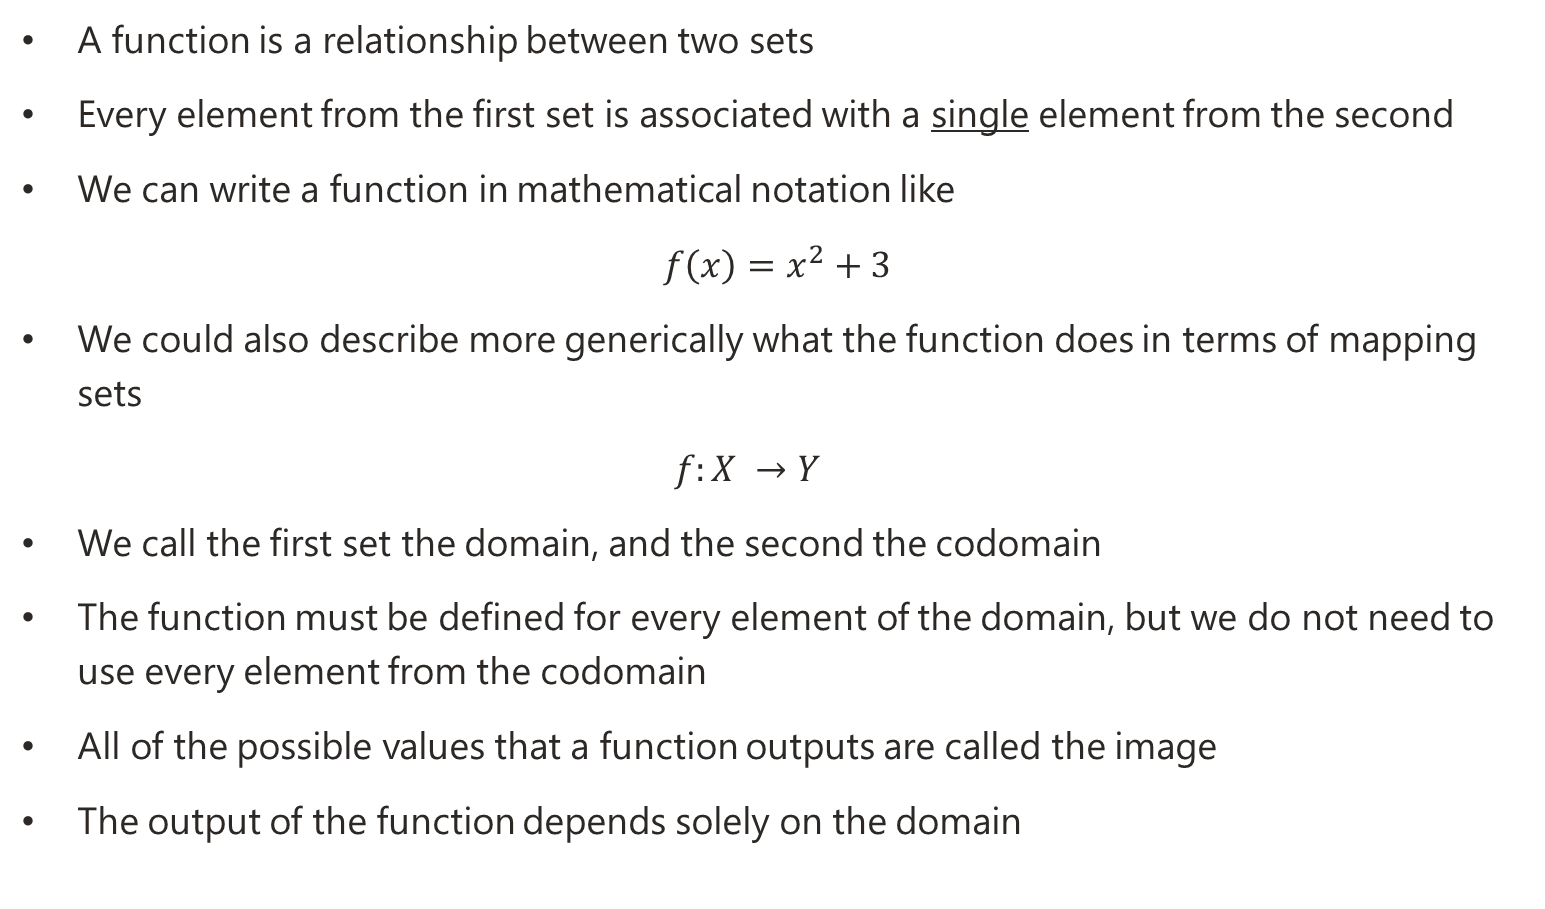 • A function is a relationship between two sets
• Every element from the first set is associated with a single element from the second
• We can write a function in mathematical notation like
f(x) = x² + 3
• We could also describe more generically what the function does in terms of mapping
sets
f: X → Y
• We call the first set the domain, and the second the codomain
• The function must be defined for every element of the domain, but we do not need to
use every element from the codomain
• All of the possible values that a function outputs are called the image
• The output of the function depends solely on the domain